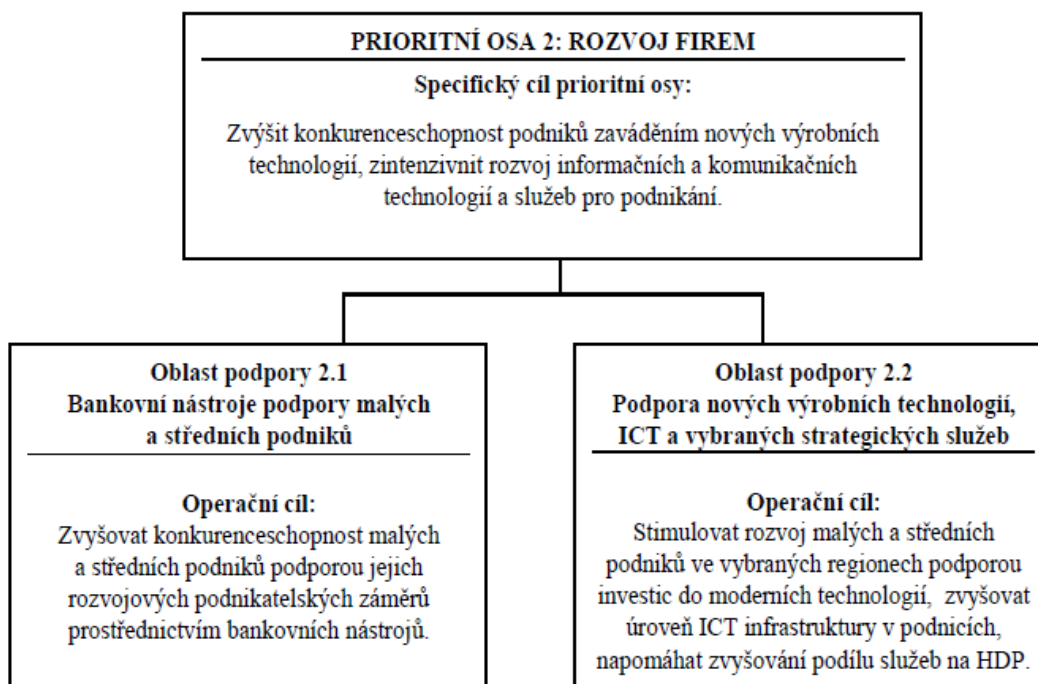 PRIORITNÍ OSA 2: ROZVOJ FIREM
Specifický cíl prioritní osy:
Zvýšit konkurenceschopnost podniků zaváděním nových výrobních
technologií, zintenzivnit rozvoj informačních a komunikačních
technologií a služeb pro podnikání.
Oblast podpory 2.1
Bankovní nástroje podpory malých
a středních podniků
Operační cíl:
Zvyšovat konkurenceschopnost malých
a středních podniků podporou jejich
rozvojových podnikatelských záměrů
prostřednictvím bankovních nástrojů.
Oblast podpory 2.2
Podpora nových výrobních technologií,
ICT a vybraných strategických služeb
Operační cíl:
Stimulovat rozvoj malých a středních
podniků ve vybraných regionech podporou
investic do moderních technologií, zvyšovat
úroveň ICT infrastruktury v podnicích,
napomáhat zvyšování podílu služeb na HDP.